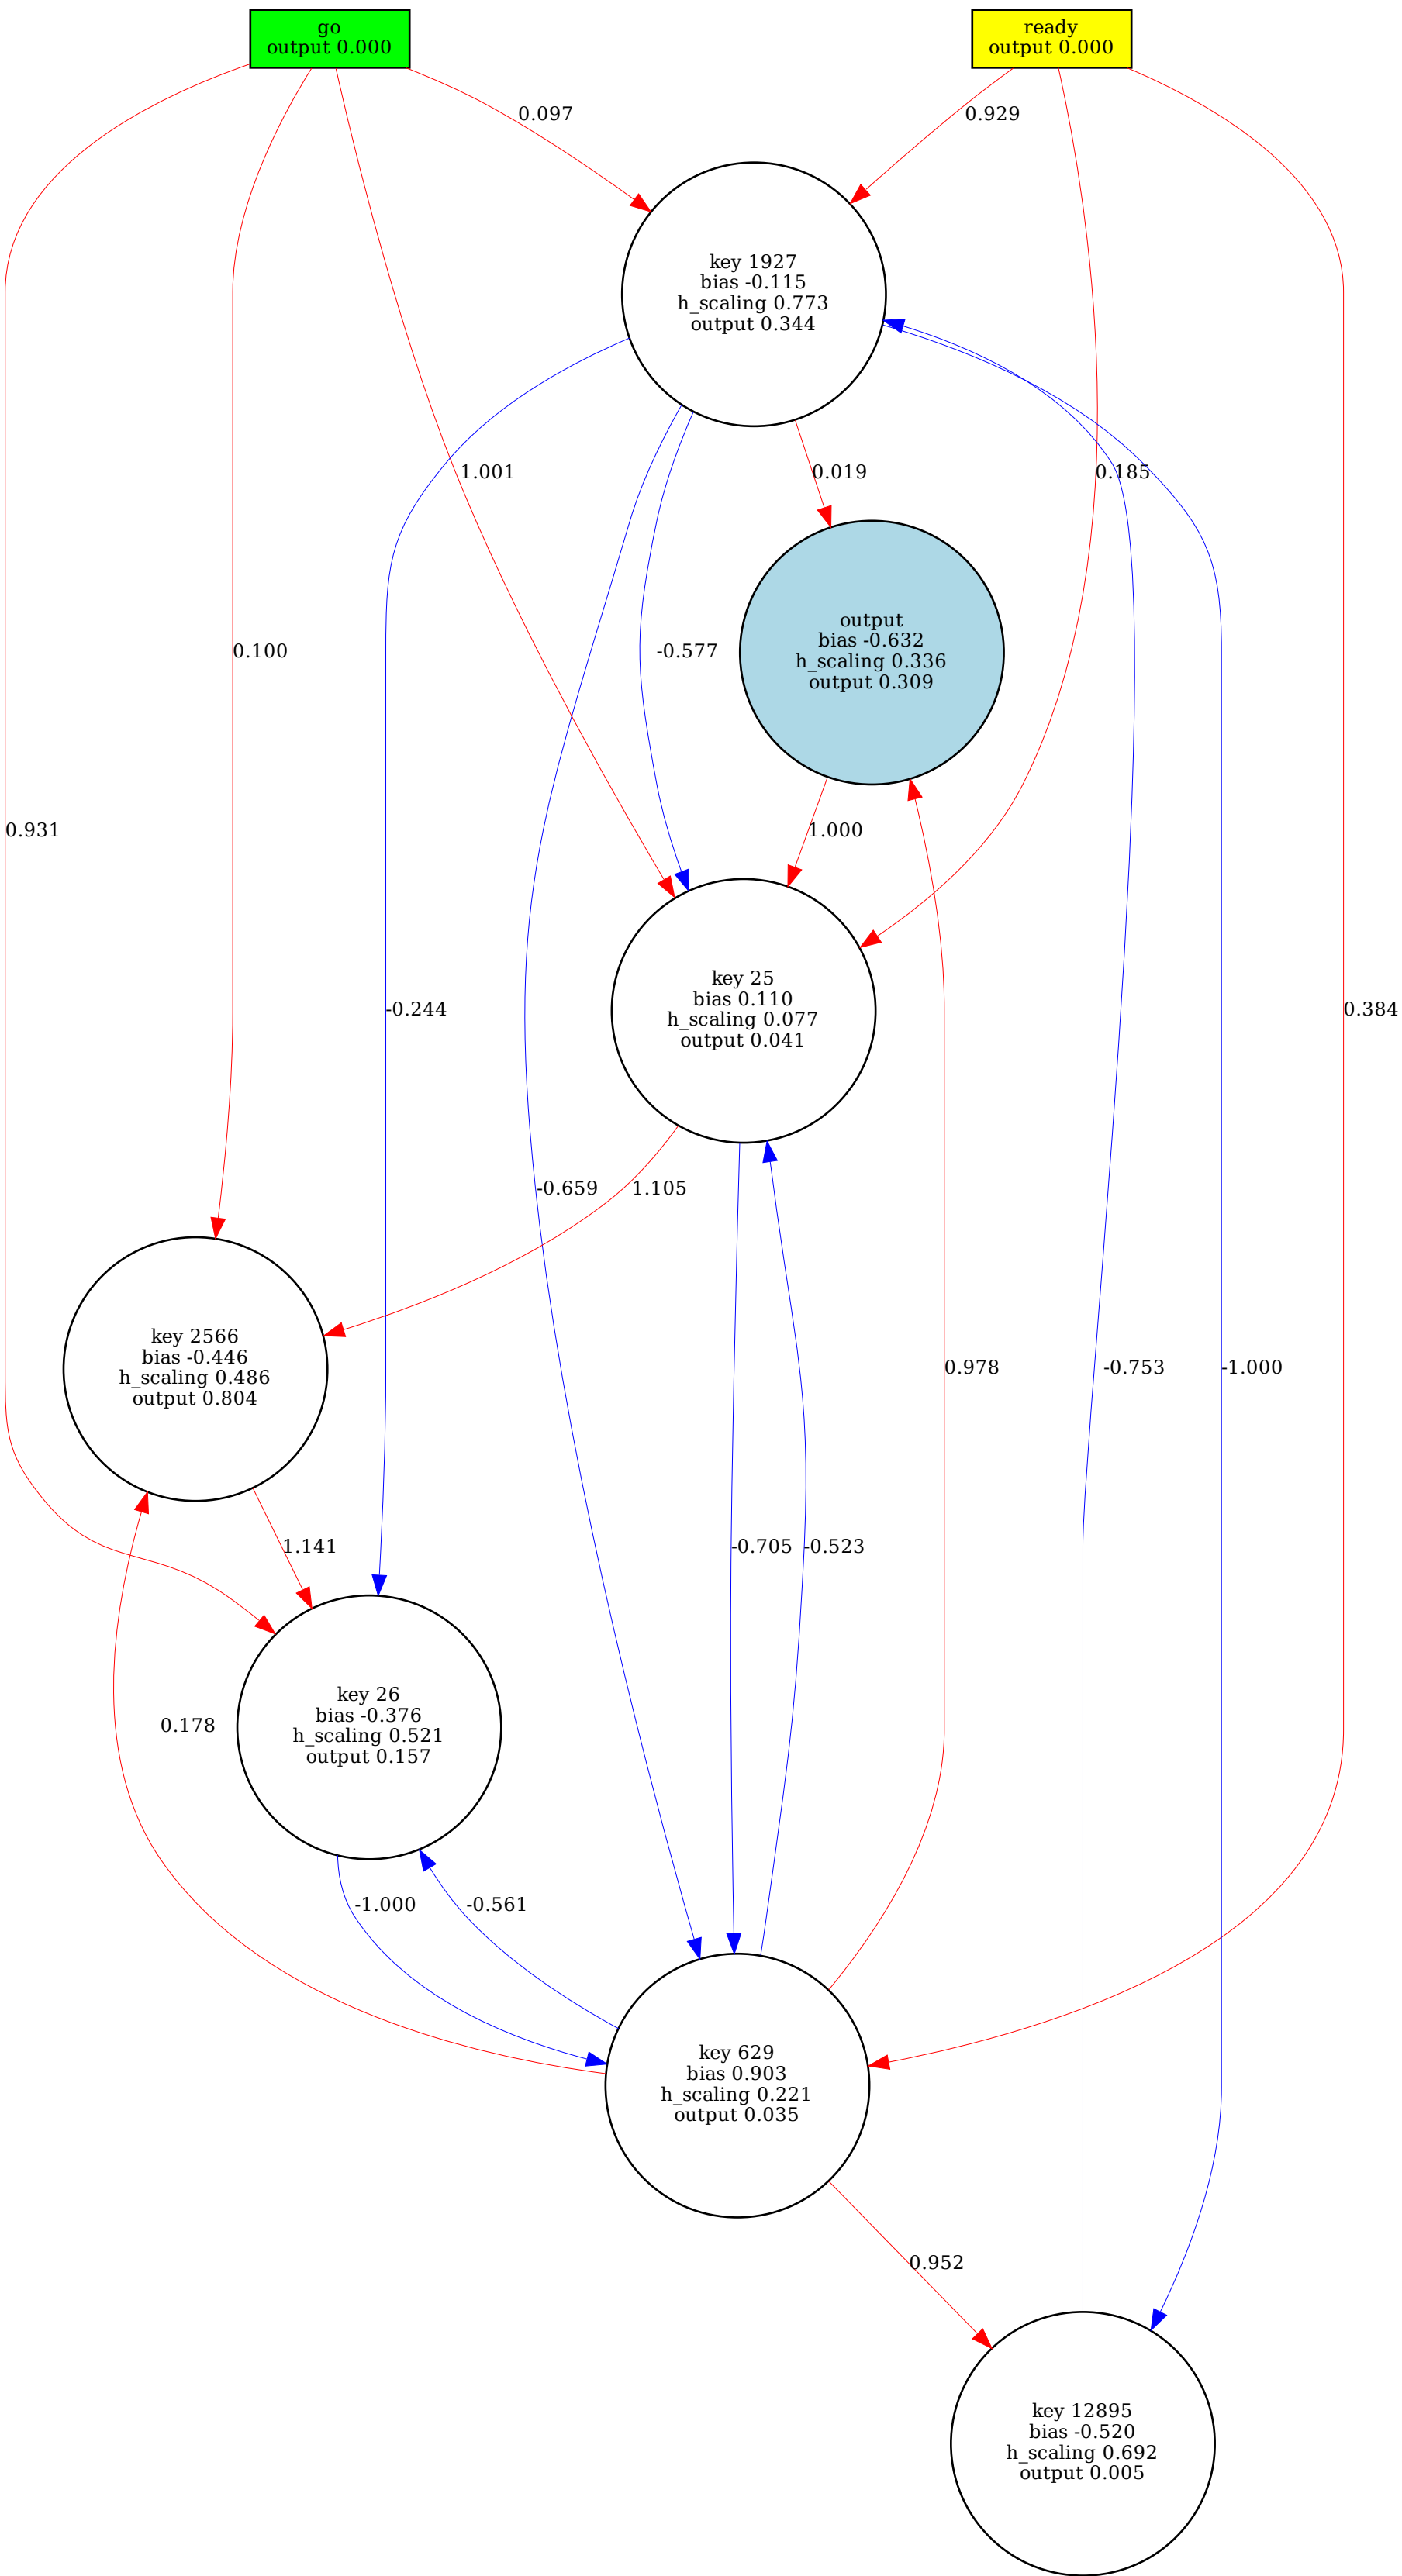 go
output 0.000
ready
output 0.000
0.097
0.929
key 1927
bias -0.115
h_scaling 0.773
output 0.344
1.001
0.019
0.185
output
bias -0.632
h_scaling 0.336
output 0.309
0.100
-0.577
0.931
1.000
key 25
bias 0.110
h_scaling 0.077
output 0.041
-0.244
0.384
-0.659
1.105
key 2566
bias -0.446
h_scaling 0.486
output 0.804
0.978
-0.753
-1.000
1.141
-0.705
-0.523
key 26
bias -0.376
h_scaling 0.521
output 0.157
0.178
-1.000
-0.561
key 629
bias 0.903
h_scaling 0.221
output 0.035
0.952
key 12895
bias -0.520
h_scaling 0.692
output 0.005